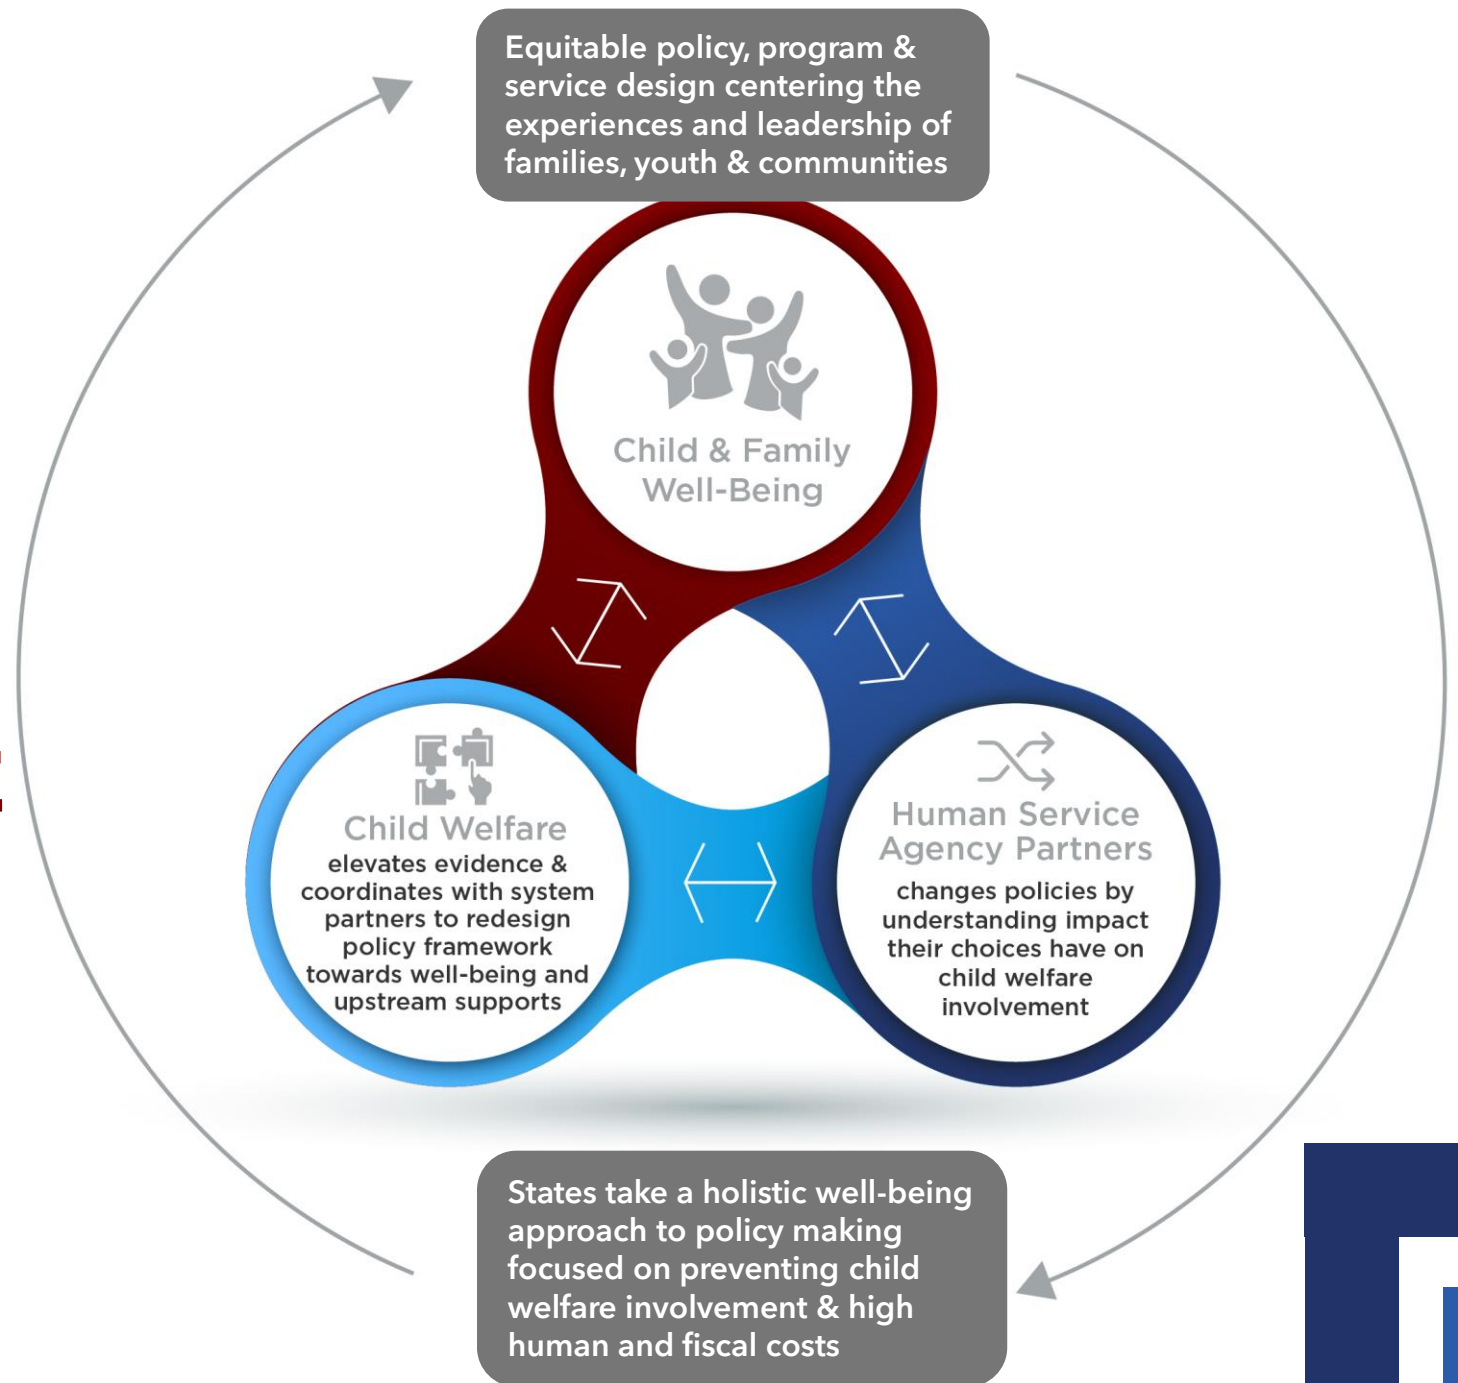 Equitable policy, program &
service design centering the
experiences and leadership of
families, youth & communities
Child & Family
Well-Being
Child Welfare
elevates evidence &
coordinates with system
partners to redesign
policy framework
towards well-being and
upstream supports
Human Service
Agency Partners
changes policies by
understanding impact
their choices have on
child welfare
involvement
States take a holistic well-being
approach to policy making
focused on preventing child
welfare involvement & high
human and fiscal costs